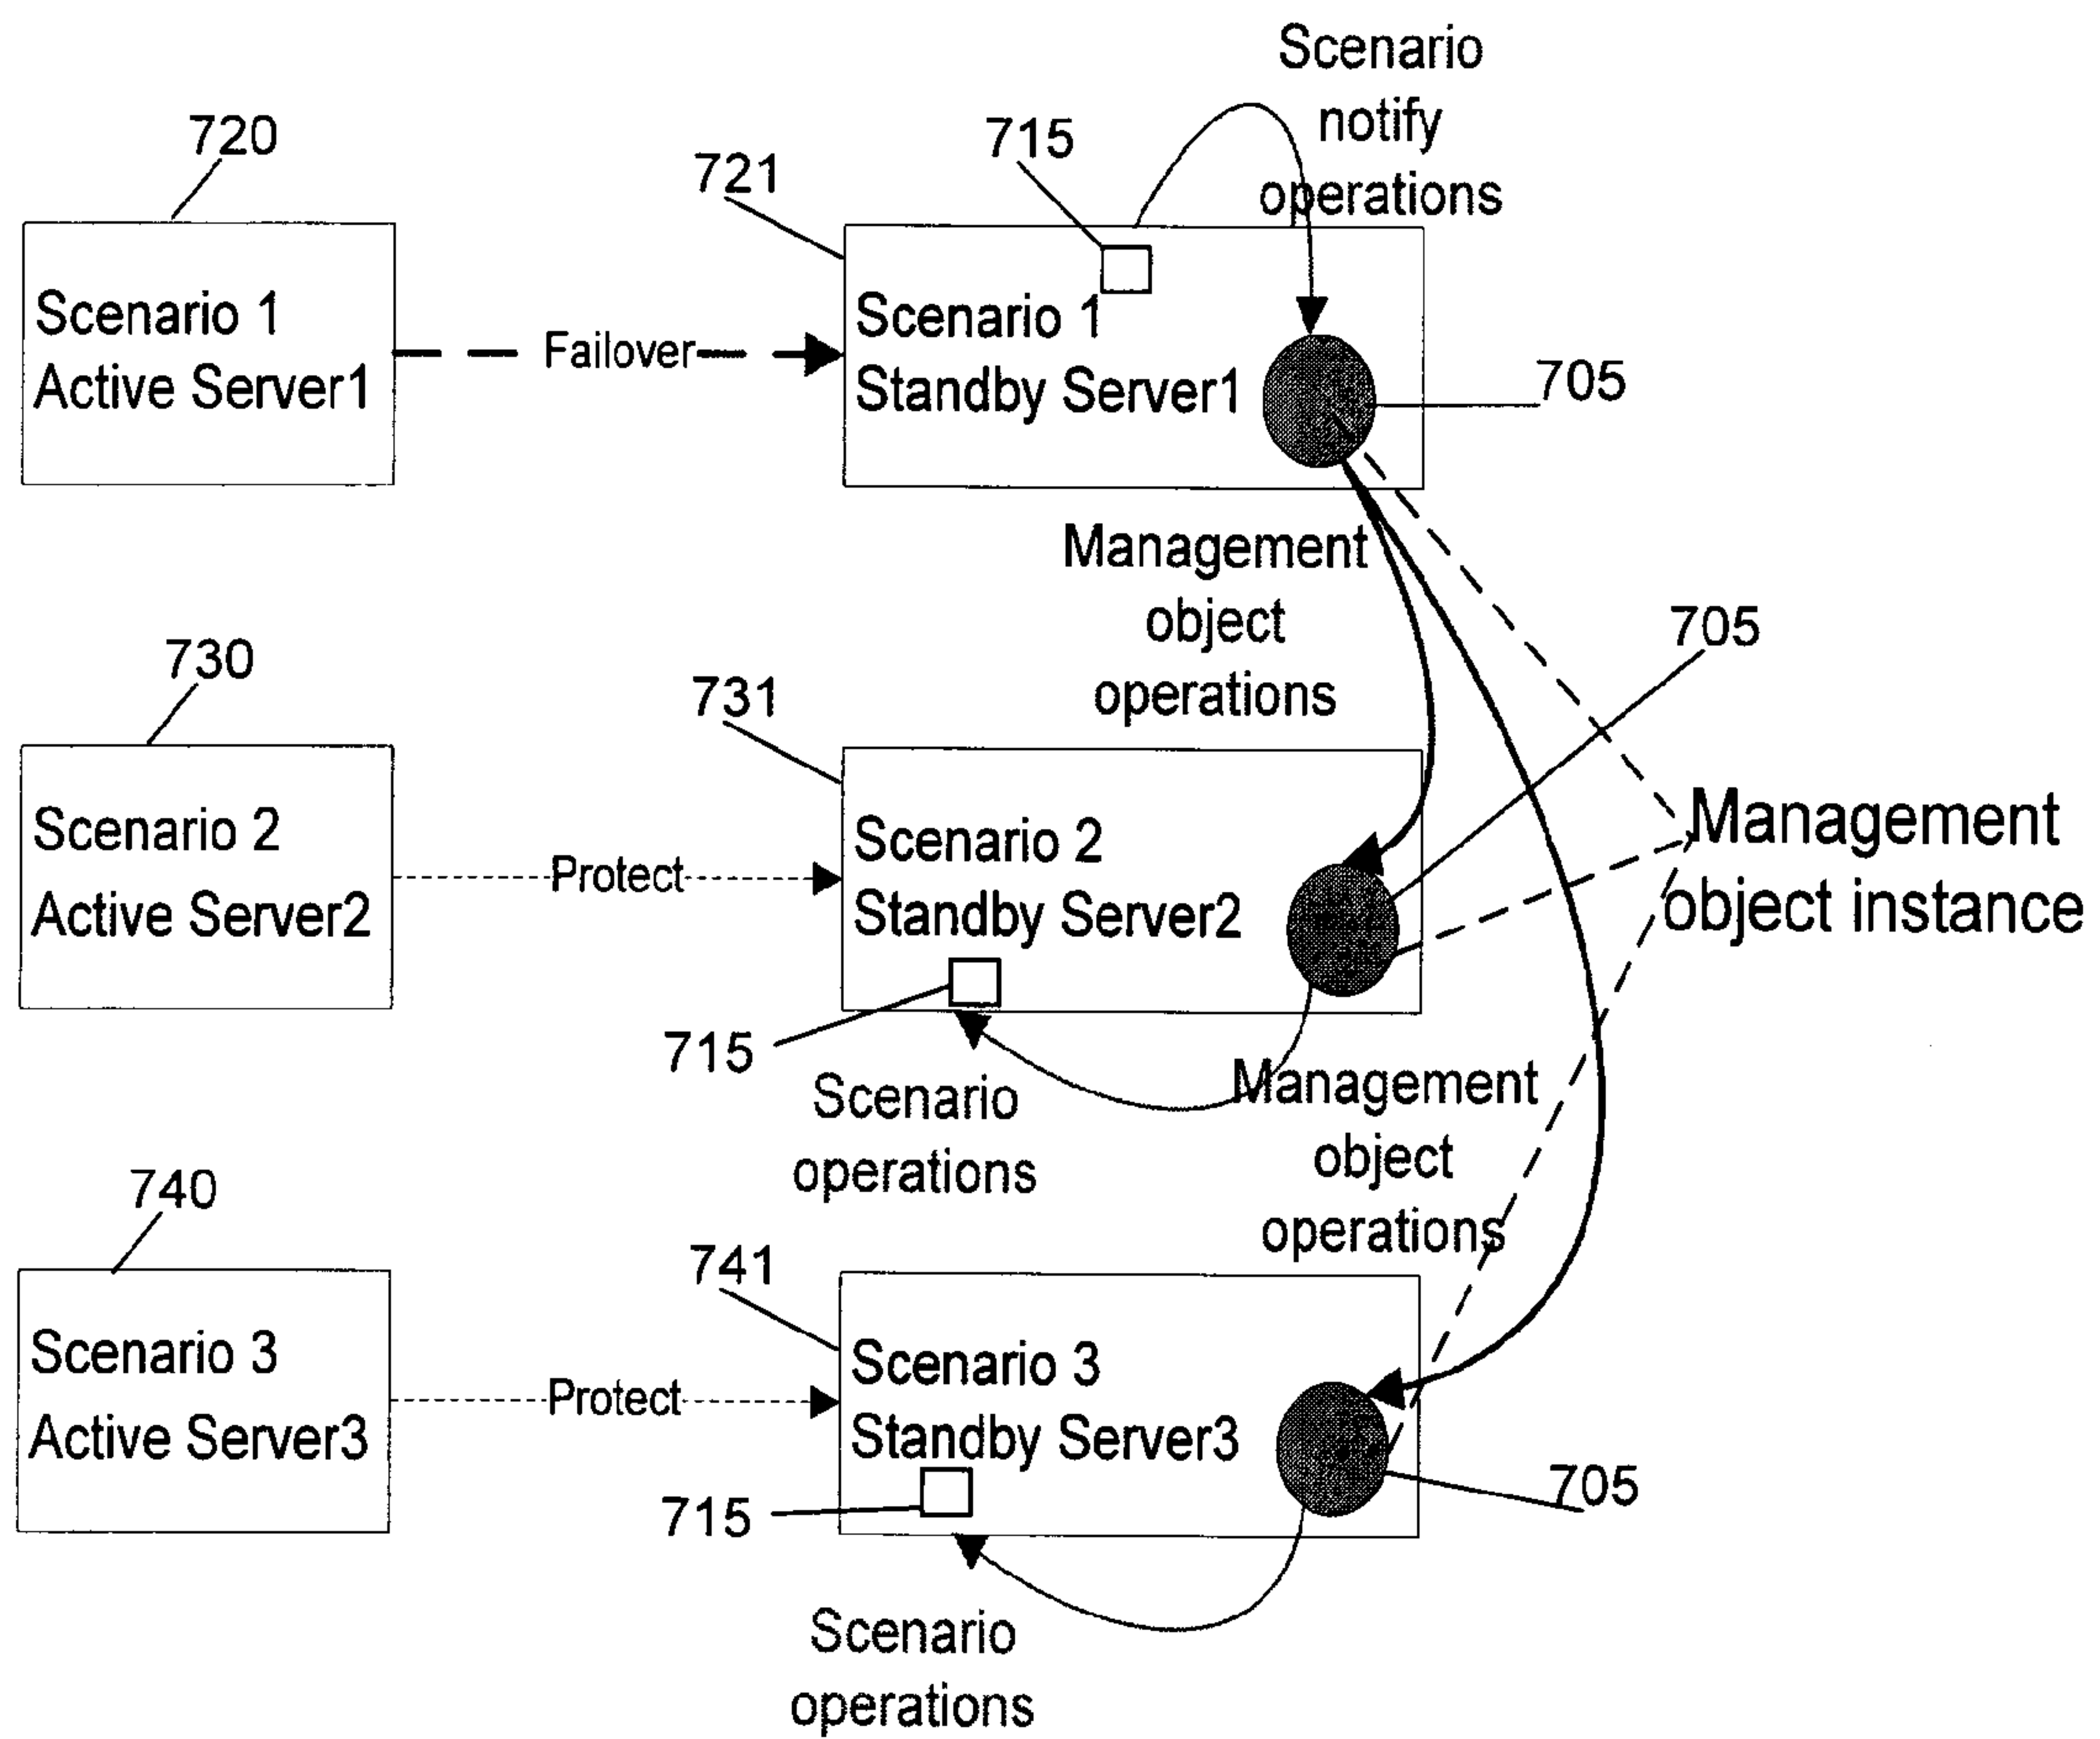 Scenario
notify
operations
720
715
721
Scenario 1
Active Server1
Failover
Scenario 1
Standby Server1
705
Management
object
operations
705
730
731
Scenario 2
Active Server2
Protect
Scenario 2
Standby Server2
Management
object instance
715
Scenario
operations
Management
object
operations
740
741
Scenario 3
Active Server3
Protect
Scenario 3
Standby Server3
705
715
Scenario
operations